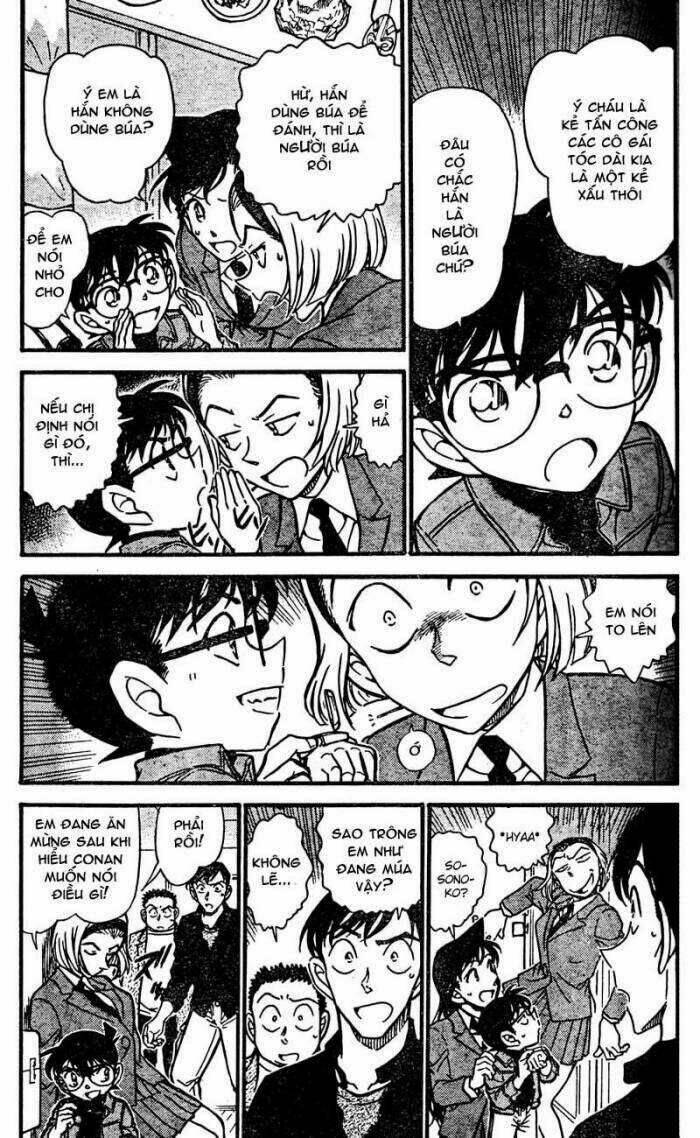 Ý CHÁU LÀ
KẺ TẤN CÔNG
CÁC CÔ GÁI
TÓC DÀI KIA
LÀ MỘT KẺ
XẤU THÔI
ĐÂU
CÓ
CHẮC
HẮN
LÀ
NGƯỜI
BÚA
CHỨ?
HỪ, HẮN
DÙNG BÚA ĐỂ
ĐÁNH, THÌ LÀ
NGƯỜI BÚA
RỒI
Ý EM LÀ
HẮN KHÔNG
DÙNG BÚA?
ĐỂ EM
NÓI
NHỎ
CHO
GÌ
HẢ
NẾU CHỊ
ĐỊNH NÓI
GÌ ĐÓ,
THÌ...
EM NÓI
TO LÊN
Ớ
*HYAA*
SO-
SONO-
KO?
SAO TRÔNG
EM NHƯ
ĐANG MÚA
VẬY?
KHÔNG
LẼ...
PHẢI
RỒI!
EM ĐANG ĂN
MỪNG SAU KHI
HIỂU CONAN
MUỐN NÓI
ĐIỀU GÌ!